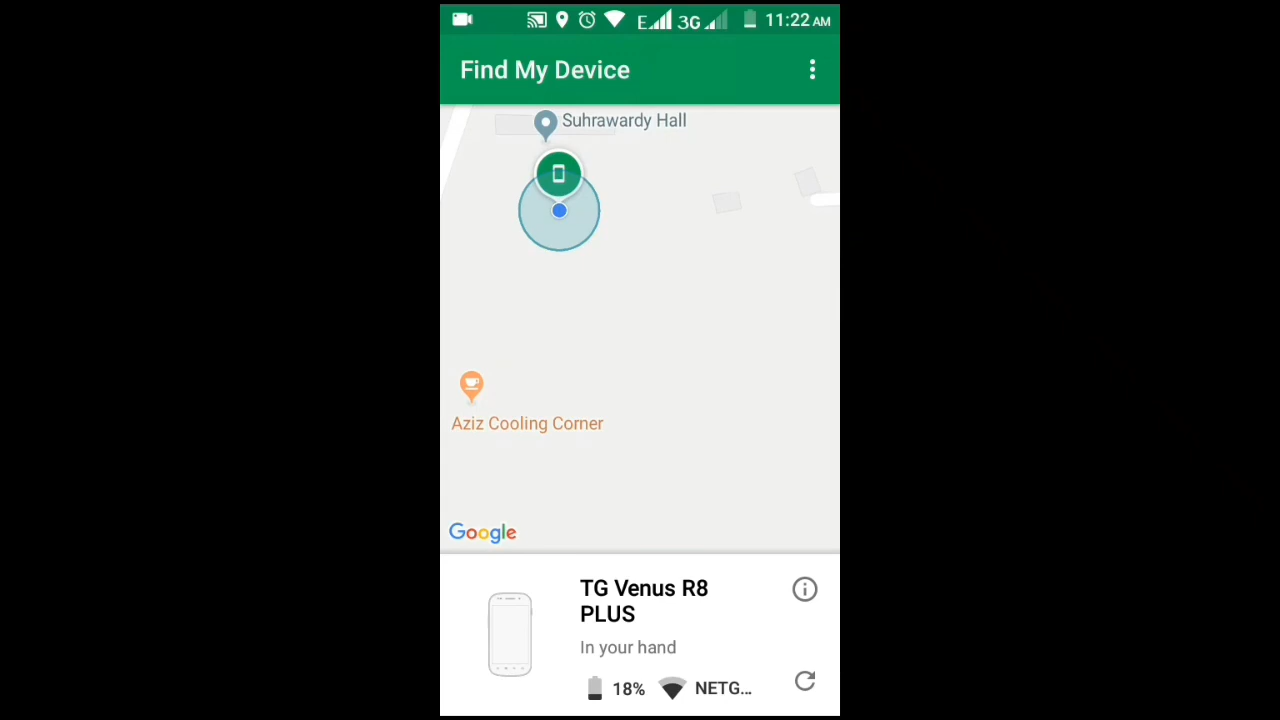 E 3G 11:22 AM
Find My Device
Suhrawardy Hall
Aziz Cooling Corner
Google
TG Venus R8
PLUS
In your hand
18% NETG...